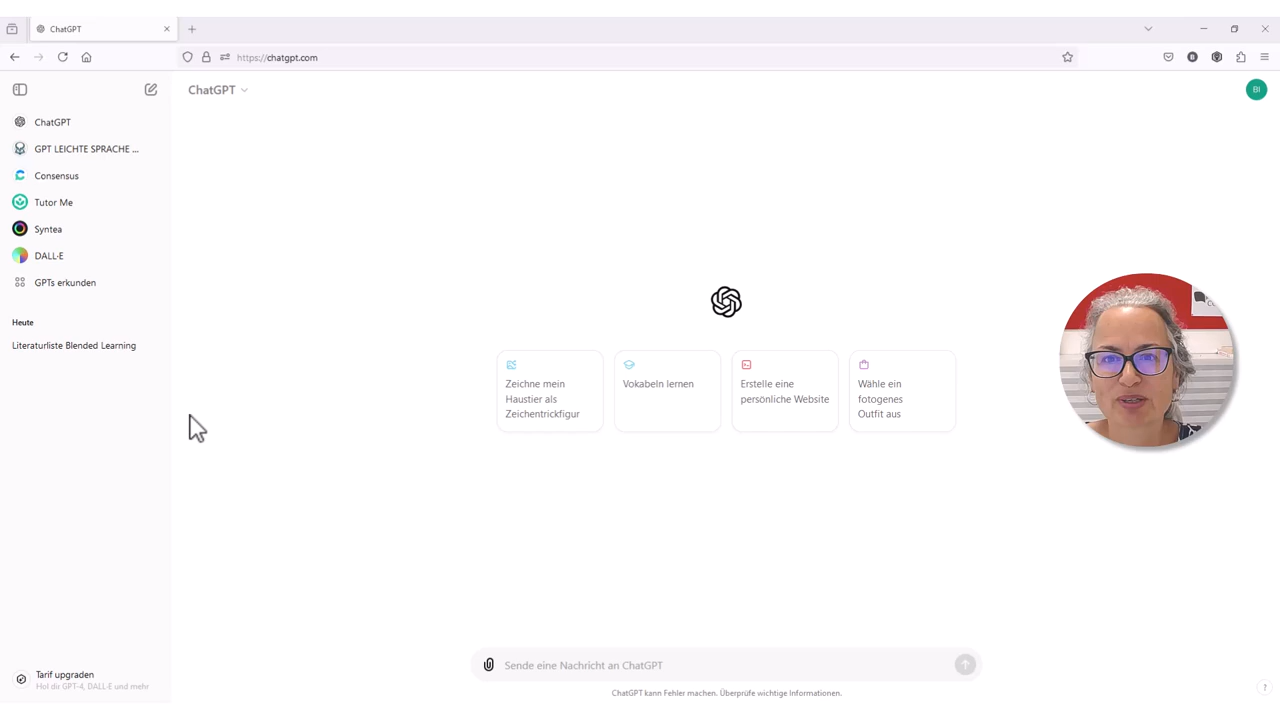 ChatGPT
https://chatgpt.com
ChatGPT
BI
ChatGPT
GPT LEICHTE SPRACHE ...
Consensus
Tutor Me
Syntea
DALL·E
GPTs erkunden
Heute
Literaturliste Blended Learning
Zeichne mein
Haustier als
Zeichentrickfigur
Vokabeln lernen
Erstelle eine
persönliche Website
Wähle ein
fotogenes
Outfit aus
Tarif upgraden
Hol dir GPT-4, DALL·E und mehr
Sende eine Nachricht an ChatGPT
ChatGPT kann Fehler machen. Überprüfe wichtige Informationen.
?